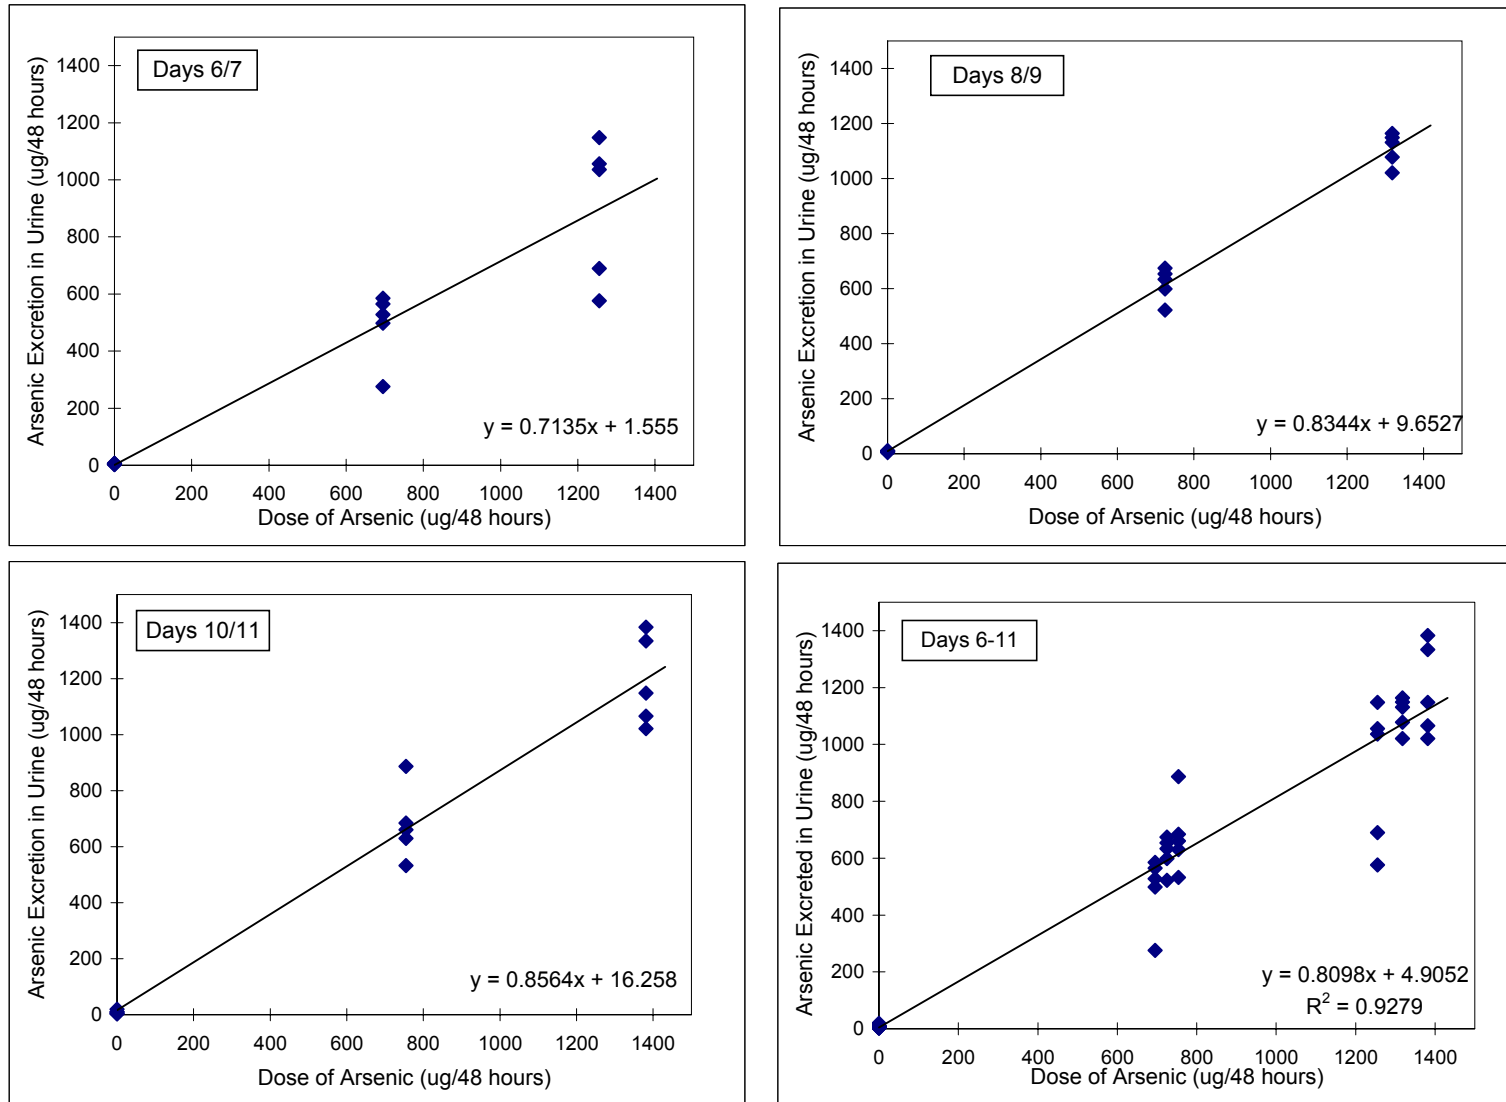 Days 6/7
Arsenic Excretion in Urine (ug/48 hours)
1400
1200
1000
800
600
400
200
0
y = 0.7135x + 1.555
0 200 400 600 800 1000 1200 1400
Dose of Arsenic (ug/48 hours)
Days 8/9
Arsenic Excretion in Urine (ug/48 hours)
1400
1200
1000
800
600
400
200
0
y = 0.8344x + 9.6527
0 200 400 600 800 1000 1200 1400
Dose of Arsenic (ug/48 hours)
Days 10/11
Arsenic Excretion in Urine (ug/48 hours)
1400
1200
1000
800
600
400
200
0
y = 0.8564x + 16.258
0 200 400 600 800 1000 1200 1400
Dose of Arsenic (ug/48 hours)
Days 6-11
Arsenic Excreted in Urine (ug/48 hours)
1400
1200
1000
800
600
400
200
0
y = 0.8098x + 4.9052
R² = 0.9279
0 200 400 600 800 1000 1200 1400
Dose of Arsenic (ug/48 hours)